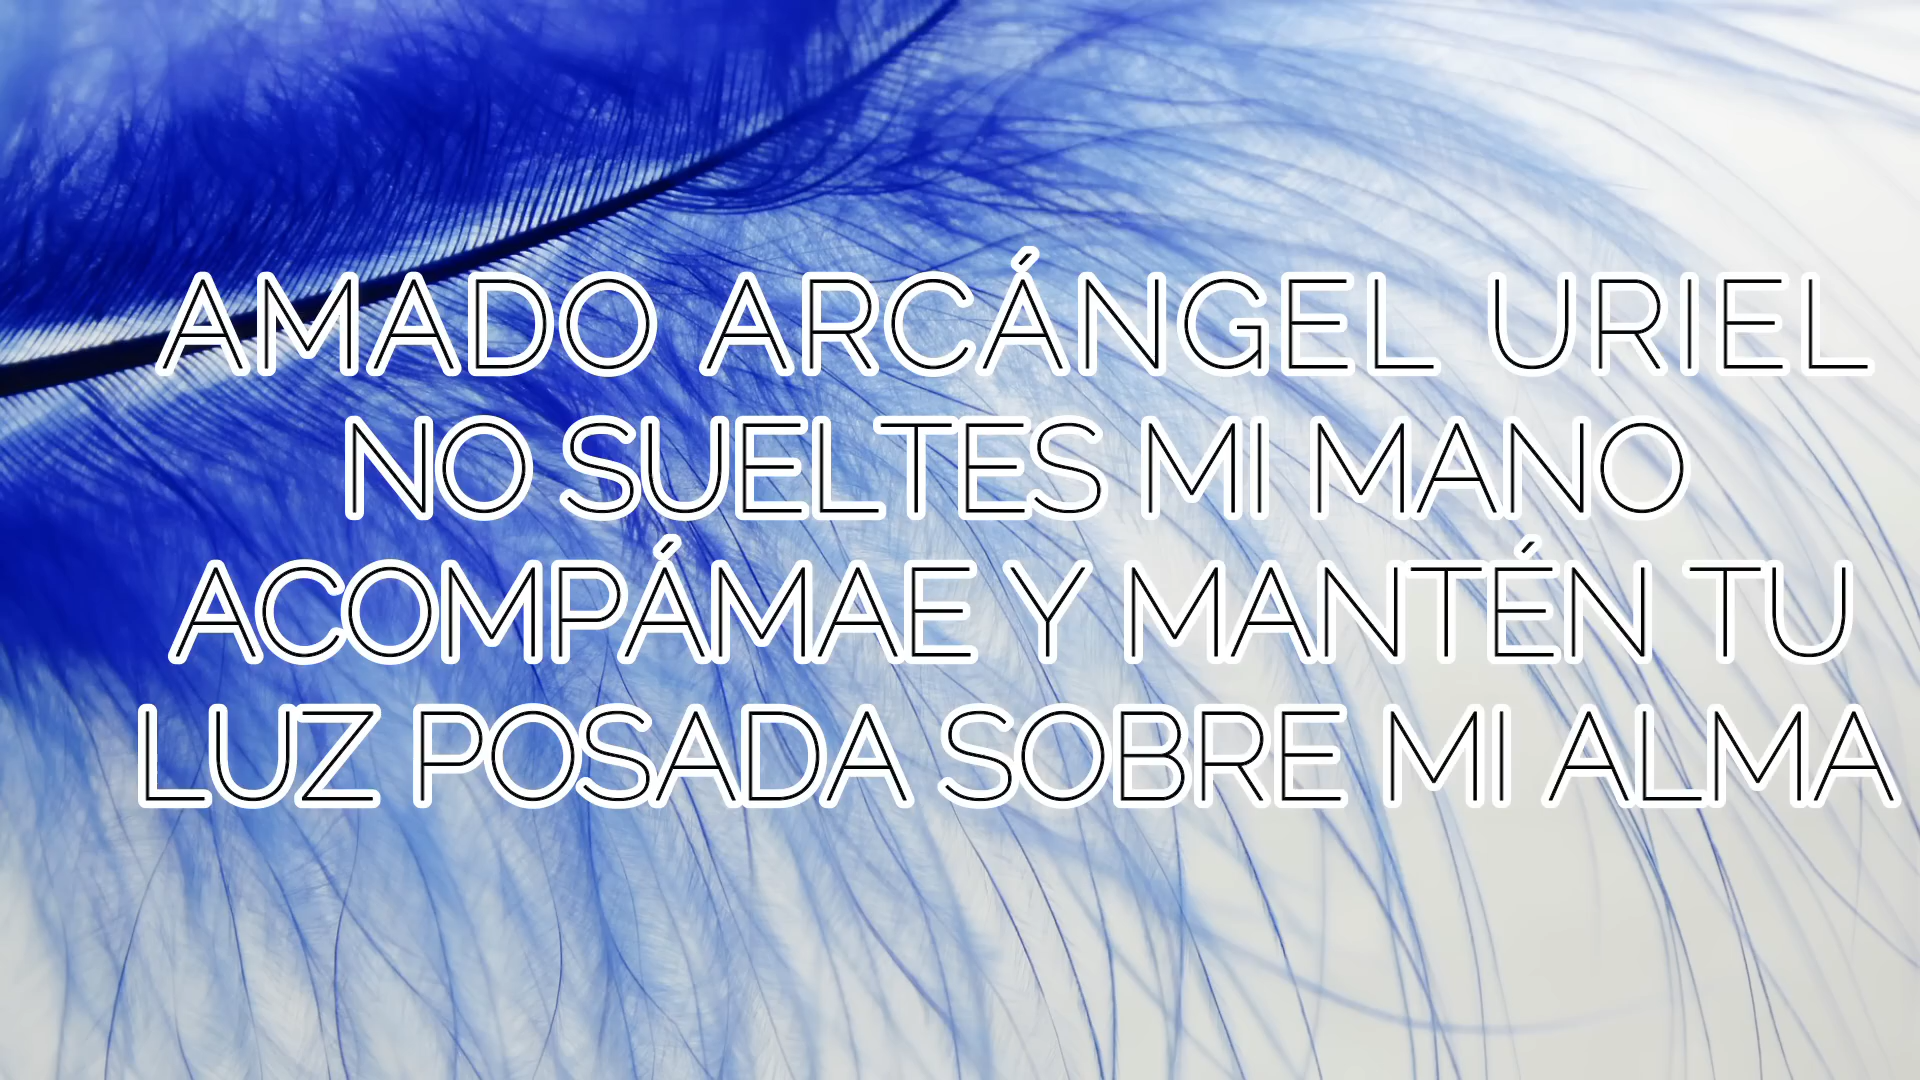 AMADO ARCÁNGEL URIEL
NO SUELTES MI MANO
ACOMPÁMAE Y MANTÉN TU
LUZ POSADA SOBRE MI ALMA